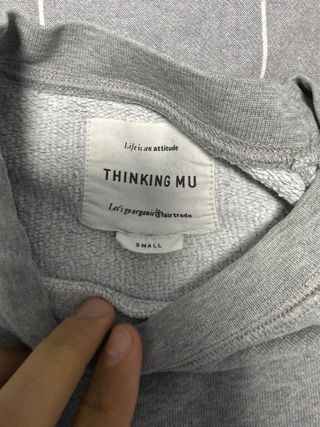 Life is an attitude
THINKING MU
Let's go organic & fairtrade
SMALL